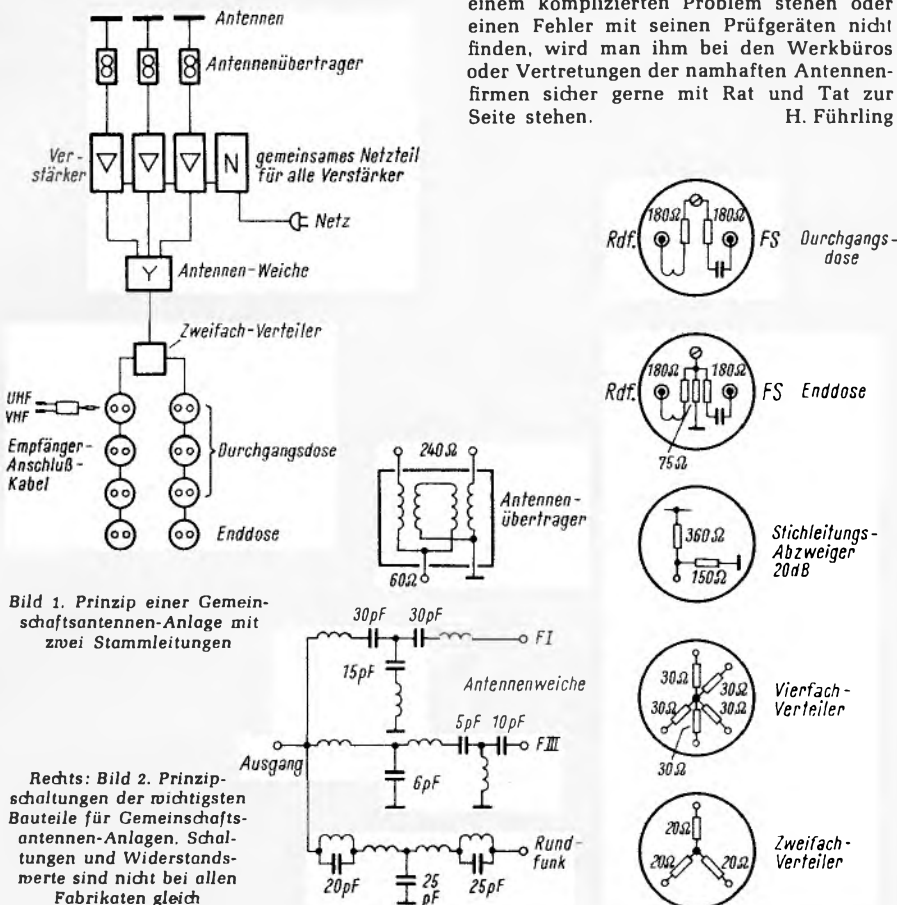 einem komplizierten Problem stehen oder
einen Fehler mit seinen Prüfgeräten nicht
finden, wird man ihm bei den Werkbüros
oder Vertretungen der namhaften Antennen-
firmen sicher gerne mit Rat und Tat zur
Seite stehen. H. Führling
Antennen
Antennenübertrager
Ver-
stärker
N
gemeinsames Netzteil
für alle Verstärker
Netz
Y
Antennen-Weiche
Zweifach-Verteiler
UHF
VHF
Empfänger-
Anschluß-
Kabel
Durchgangsdose
Enddose
Bild 1. Prinzip einer Gemein-
schaftsantennen-Anlage mit
zwei Stammleitungen
240Ω
Antennen-
übertrager
60Ω
30pF 30pF
F I
15pF
Antennenweiche
5pF 10pF
F III
Ausgang
6pF
Rund-
funk
20pF
25
pF
25pF
Rechts: Bild 2. Prinzip-
schaltungen der wichtigsten
Bauteile für Gemeinschafts-
antennen-Anlagen. Schal-
tungen und Widerstands-
werte sind nicht bei allen
Fabrikaten gleich
180Ω 180Ω
Rdf. FS Durchgangs-
dose
180Ω 180Ω
Rdf. FS Enddose
75Ω
360Ω
150Ω
Stichleitungs-
Abzweiger
20dB
30Ω 30Ω
30Ω 30Ω
30Ω
Vierfach-
Verteiler
20Ω
20Ω 20Ω
Zweifach-
Verteiler